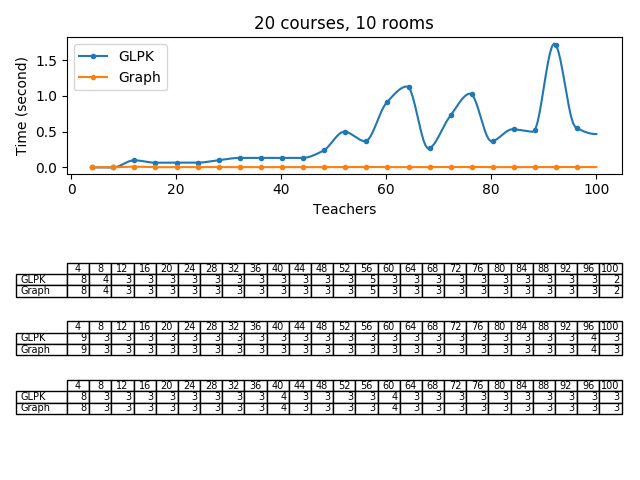 20 courses, 10 rooms
GLPK
Graph
Time (second)
1.5
1.0
0.5
0.0
0 20 40 60 80 100
Teachers
4 8 12 16 20 24 28 32 36 40 44 48 52 56 60 64 68 72 76 80 84 88 92 96 100
GLPK 8 4 3 3 3 3 3 3 3 3 3 3 3 5 3 3 3 3 3 3 3 3 3 3 2
Graph 8 4 3 3 3 3 3 3 3 3 3 3 3 5 3 3 3 3 3 3 3 3 3 3 2
4 8 12 16 20 24 28 32 36 40 44 48 52 56 60 64 68 72 76 80 84 88 92 96 100
GLPK 9 3 3 3 3 3 3 3 3 3 3 3 3 3 3 3 3 3 3 3 3 3 3 4 3
Graph 9 3 3 3 3 3 3 3 3 3 3 3 3 3 3 3 3 3 3 3 3 3 3 4 3
4 8 12 16 20 24 28 32 36 40 44 48 52 56 60 64 68 72 76 80 84 88 92 96 100
GLPK 8 3 3 3 3 3 3 3 3 4 3 3 3 3 4 3 3 3 3 3 3 3 3 3 3
Graph 8 3 3 3 3 3 3 3 3 4 3 3 3 3 4 3 3 3 3 3 3 3 3 3 3